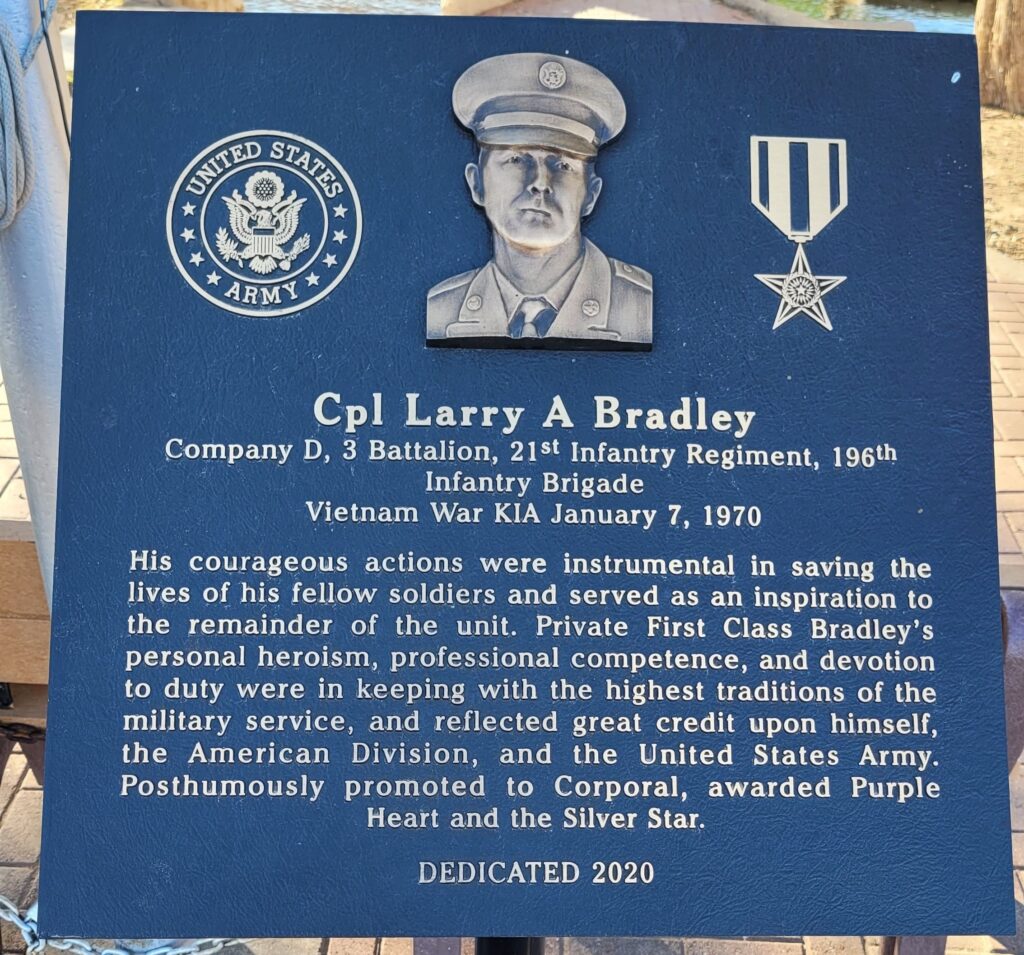 UNITED STATES
ARMY
Cpl Larry A Bradley
Company D, 3 Battalion, 21st Infantry Regiment, 196th
Infantry Brigade
Vietnam War KIA January 7, 1970
His courageous actions were instrumental in saving the
lives of his fellow soldiers and served as an inspiration to
the remainder of the unit. Private First Class Bradley's
personal heroism, professional competence, and devotion
to duty were in keeping with the highest traditions of the
military service, and reflected great credit upon himself,
the American Division, and the United States Army.
Posthumously promoted to Corporal, awarded Purple
Heart and the Silver Star.
DEDICATED 2020